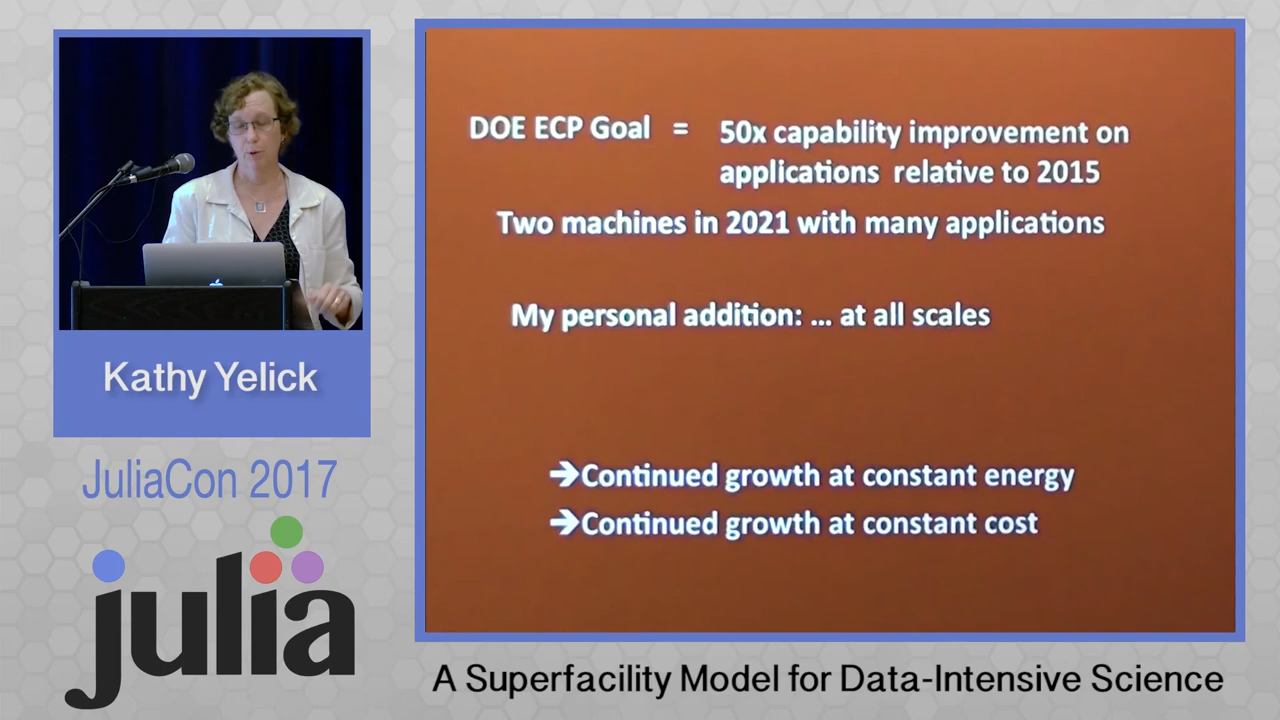 Kathy Yelick
JuliaCon 2017
julia
DOE ECP Goal = 50x capability improvement on
applications relative to 2015
Two machines in 2021 with many applications
My personal addition: ... at all scales
➔Continued growth at constant energy
➔Continued growth at constant cost
A Superfacility Model for Data-Intensive Science